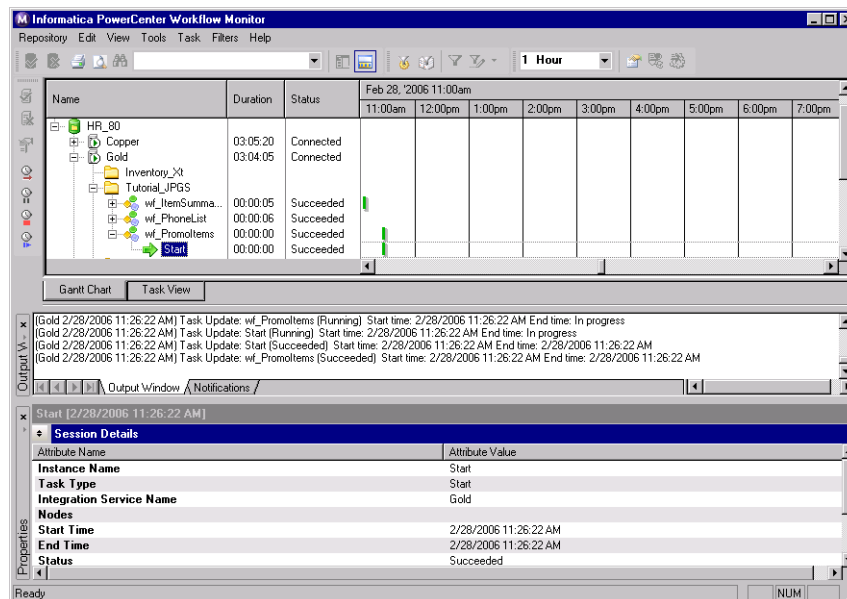 Informatica PowerCenter Workflow Monitor
Repository Edit View Tools Task Filters Help
1 Hour
Name Duration Status Feb 28, '2006 11:00am
11:00am 12:00pm 1:00pm 2:00pm 3:00pm 4:00pm 5:00pm 6:00pm 7:00pm
HR_80
Copper 03:05:20 Connected
Gold 03:04:05 Connected
Inventory_Xt
Tutorial_JPGS
wf_ItemSumma... 00:00:05 Succeeded
wf_PhoneList 00:00:06 Succeeded
wf_PromoItems 00:00:00 Succeeded
Start 00:00:00 Succeeded
Gantt Chart Task View
(Gold 2/28/2006 11:26:22 AM) Task Update: wf_PromoItems (Running) Start time: 2/28/2006 11:26:22 AM End time: In progress
(Gold 2/28/2006 11:26:22 AM) Task Update: Start (Running) Start time: 2/28/2006 11:26:22 AM End time: In progress
(Gold 2/28/2006 11:26:22 AM) Task Update: Start (Succeeded) Start time: 2/28/2006 11:26:22 AM End time: 2/28/2006 11:26:22 AM
(Gold 2/28/2006 11:26:22 AM) Task Update: wf_PromoItems (Succeeded) Start time: 2/28/2006 11:26:22 AM End time: 2/28/2006 11:26:22 AM
Output W
Output Window Notifications
Start [2/28/2006 11:26:22 AM]
Session Details
Attribute Name Attribute Value
Instance Name Start
Task Type Start
Integration Service Name Gold
Nodes
Start Time 2/28/2006 11:26:22 AM
End Time 2/28/2006 11:26:22 AM
Status Succeeded
Properties
Ready NUM